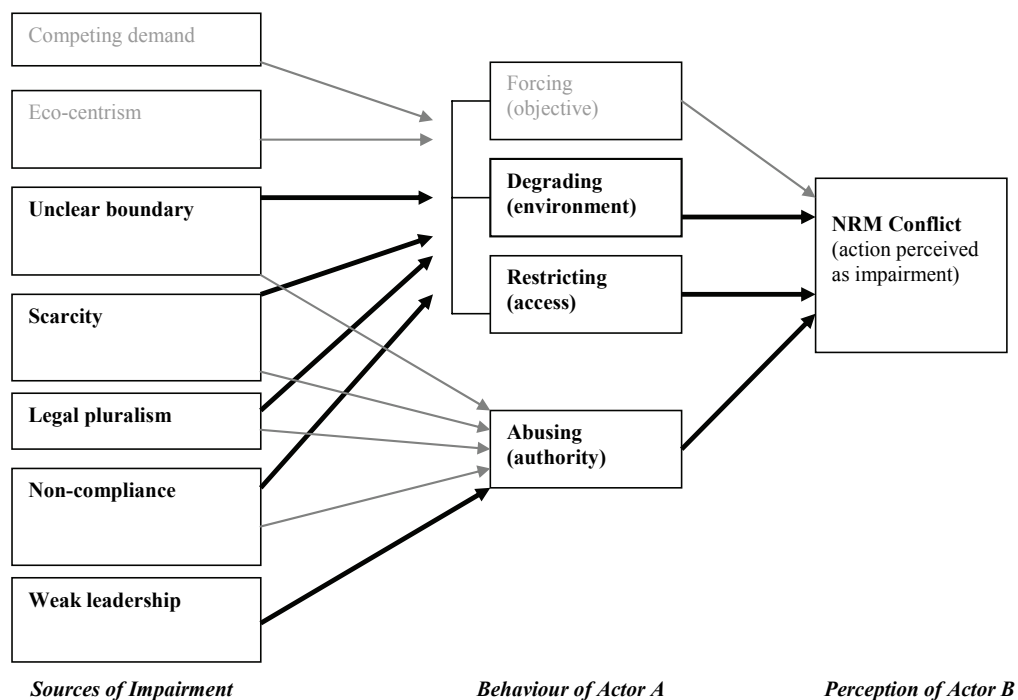 Competing demand
Eco-centrism
Unclear boundary
Scarcity
Legal pluralism
Non-compliance
Weak leadership
Sources of Impairment
Forcing
(objective)
Degrading
(environment)
Restricting
(access)
Abusing
(authority)
Behaviour of Actor A
NRM Conflict
(action perceived
as impairment)
Perception of Actor B